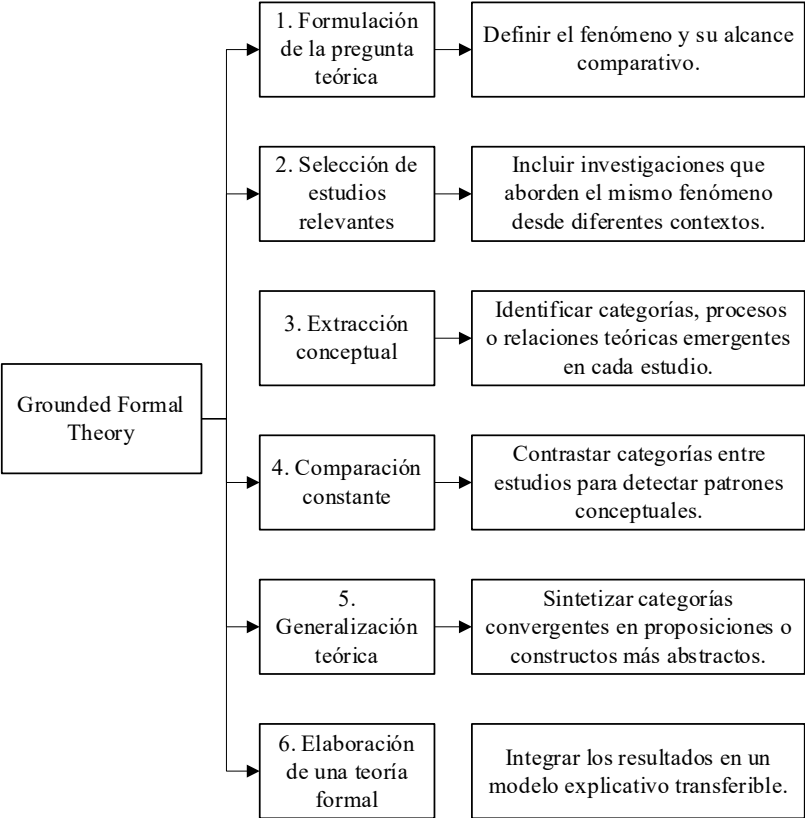 1. Formulación
de la pregunta
teórica
Definir el fenómeno y su alcance
comparativo.
2. Selección de
estudios
relevantes
Incluir investigaciones que
aborden el mismo fenómeno
desde diferentes contextos.
3. Extracción
conceptual
Identificar categorías, procesos
o relaciones teóricas emergentes
en cada estudio.
Grounded Formal
Theory
4. Comparación
constante
Contrastar categorías entre
estudios para detectar patrones
conceptuales.
5.
Generalización
teórica
Sintetizar categorías
convergentes en proposiciones o
constructos más abstractos.
6. Elaboración
de una teoría
formal
Integrar los resultados en un
modelo explicativo transferible.